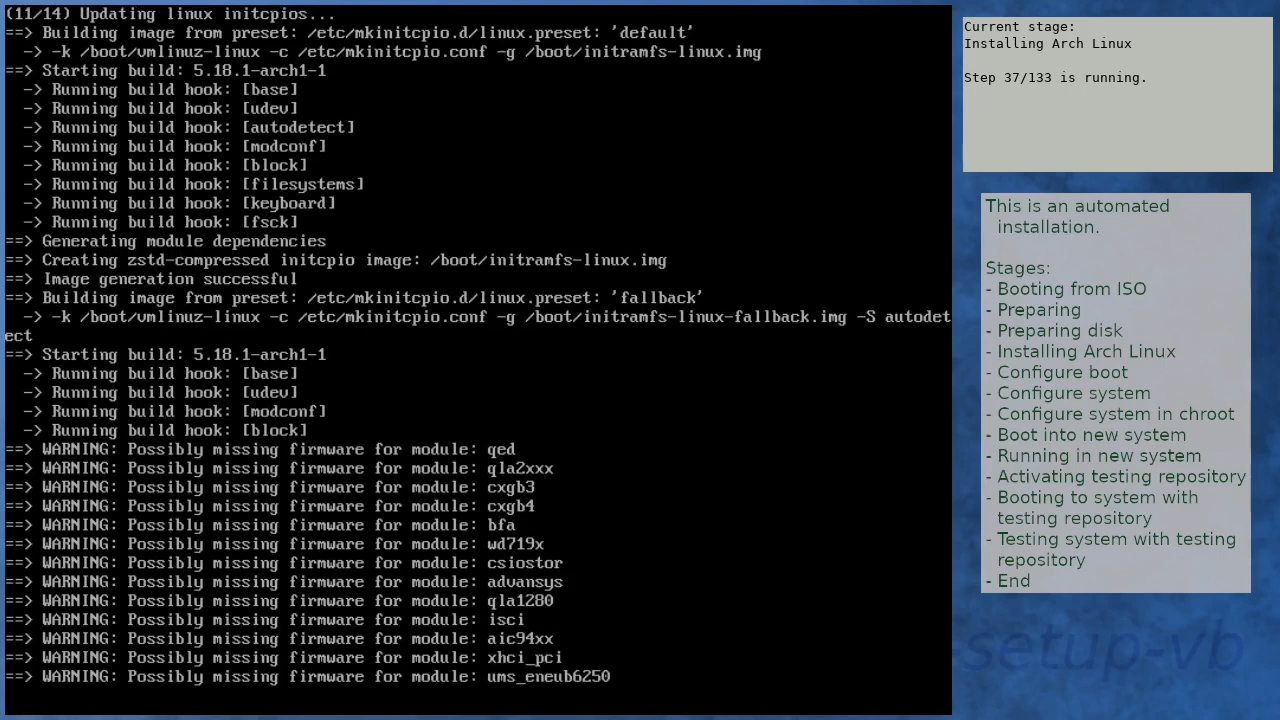 (11/14) Updating linux initcpios...
==> Building image from preset: /etc/mkinitcpio.d/linux.preset: 'default'
  -> -k /boot/vmlinuz-linux -c /etc/mkinitcpio.conf -g /boot/initramfs-linux.img
==> Starting build: 5.18.1-arch1-1
  -> Running build hook: [base]
  -> Running build hook: [udev]
  -> Running build hook: [autodetect]
  -> Running build hook: [modconf]
  -> Running build hook: [block]
  -> Running build hook: [filesystems]
  -> Running build hook: [keyboard]
  -> Running build hook: [fsck]
==> Generating module dependencies
==> Creating zstd-compressed initcpio image: /boot/initramfs-linux.img
==> Image generation successful
==> Building image from preset: /etc/mkinitcpio.d/linux.preset: 'fallback'
  -> -k /boot/vmlinuz-linux -c /etc/mkinitcpio.conf -g /boot/initramfs-linux-fallback.img -S autodet
ect
==> Starting build: 5.18.1-arch1-1
  -> Running build hook: [base]
  -> Running build hook: [udev]
  -> Running build hook: [modconf]
  -> Running build hook: [block]
==> WARNING: Possibly missing firmware for module: qed
==> WARNING: Possibly missing firmware for module: qla2xxx
==> WARNING: Possibly missing firmware for module: cxgb3
==> WARNING: Possibly missing firmware for module: cxgb4
==> WARNING: Possibly missing firmware for module: bfa
==> WARNING: Possibly missing firmware for module: wd719x
==> WARNING: Possibly missing firmware for module: csiostor
==> WARNING: Possibly missing firmware for module: advansys
==> WARNING: Possibly missing firmware for module: qla1280
==> WARNING: Possibly missing firmware for module: isci
==> WARNING: Possibly missing firmware for module: aic94xx
==> WARNING: Possibly missing firmware for module: xhci_pci
==> WARNING: Possibly missing firmware for module: ums_eneub6250
Current stage:
Installing Arch Linux
Step 37/133 is running.
This is an automated
installation.
Stages:
- Booting from ISO
- Preparing
- Preparing disk
- Installing Arch Linux
- Configure boot
- Configure system
- Configure system in chroot
- Boot into new system
- Running in new system
- Activating testing repository
- Booting to system with
testing repository
- Testing system with testing
repository
- End
setup-vb